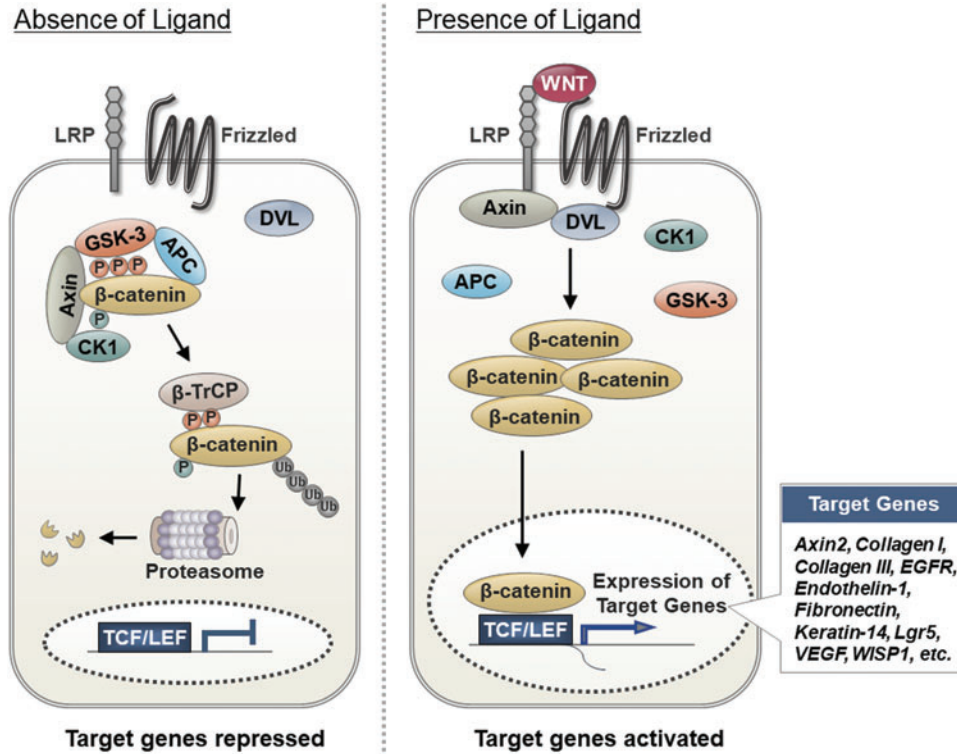 Absence of Ligand
LRP
Frizzled
DVL
GSK-3
APC
P P P
Axin
β-catenin
P
CK1
β-TrCP
P P
β-catenin
P
Ub
Ub
Ub
Ub
Proteasome
TCF/LEF
Target genes repressed
Presence of Ligand
WNT
LRP
Frizzled
Axin
DVL
CK1
APC
GSK-3
β-catenin
β-catenin
β-catenin
β-catenin
β-catenin
TCF/LEF
Expression of
Target Genes
Target Genes
Axin2, Collagen I,
Collagen III, EGFR,
Endothelin-1,
Fibronectin,
Keratin-14, Lgr5,
VEGF, WISP1, etc.
Target genes activated